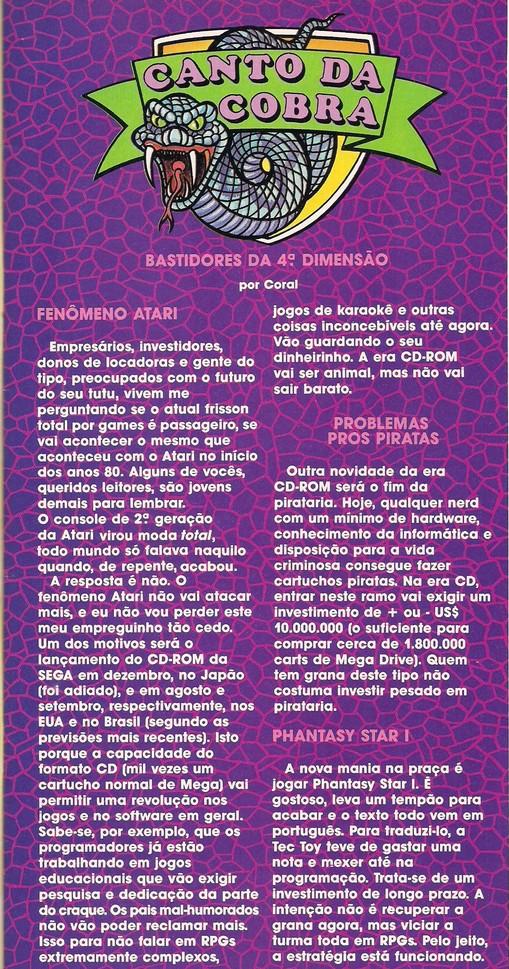 CANTO DA
COBRA
BASTIDORES DA 4ª DIMENSÃO
por Coral
FENÔMENO ATARI
Empresários, investidores,
donos de locadoras e gente do
tipo, preocupados com o futuro
do seu tutu, vivem me
perguntando se o atual frisson
total por games é passageiro, se
vai acontecer o mesmo que
aconteceu com o Atari no início
dos anos 80. Alguns de vocês,
queridos leitores, são jovens
demais para lembrar.
O console de 2ª geração
da Atari virou moda total,
todo mundo só falava naquilo
quando, de repente, acabou.
A resposta é não. O
fenômeno Atari não vai atacar
mais, e eu não vou perder este
meu empreguinho tão cedo.
Um dos motivos será o
lançamento do CD-ROM da
SEGA em dezembro, no Japão
(foi adiado), e em agosto e
setembro, respectivamente, nos
EUA e no Brasil (segundo as
previsões mais recentes). Isto
porque a capacidade do
formato CD (mil vezes um
cartucho normal de Mega) vai
permitir uma revolução nos
jogos e no software em geral.
Sabe-se, por exemplo, que os
programadores já estão
trabalhando em jogos
educacionais que vão exigir
pesquisa e dedicação da parte
do craque. Os pais mal-humorados
não vão poder reclamar mais.
Isso para não falar em RPGs
extremamente complexos,
jogos de karaokê e outras
coisas inconcebíveis até agora.
Vão guardando o seu
dinheirinho. A era CD-ROM
vai ser animal, mas não vai
sair barato.
PROBLEMAS
PROS PIRATAS
Outra novidade da era
CD-ROM será o fim da
pirataria. Hoje, qualquer nerd
com um mínimo de hardware,
conhecimento da informática e
disposição para a vida
criminosa consegue fazer
cartuchos piratas. Na era CD,
entrar neste ramo vai exigir um
investimento de + ou - US$
10.000.000 (o suficiente para
comprar cerca de 1.800.000
carts de Mega Drive). Quem
tem grana deste tipo não
costuma investir pesado em
pirataria.
PHANTASY STAR I
A nova mania na praça é
jogar Phantasy Star I. É
gostoso, leva um tempão para
acabar e o texto todo vem em
português. Para traduzi-lo, a
Tec Toy teve de gastar uma
nota e mexer até na
programação. Trata-se de um
investimento de longo prazo. A
intenção não é recuperar a
grana agora, mas viciar a
turma toda em RPGs. Pelo jeito,
a estratégia está funcionando.